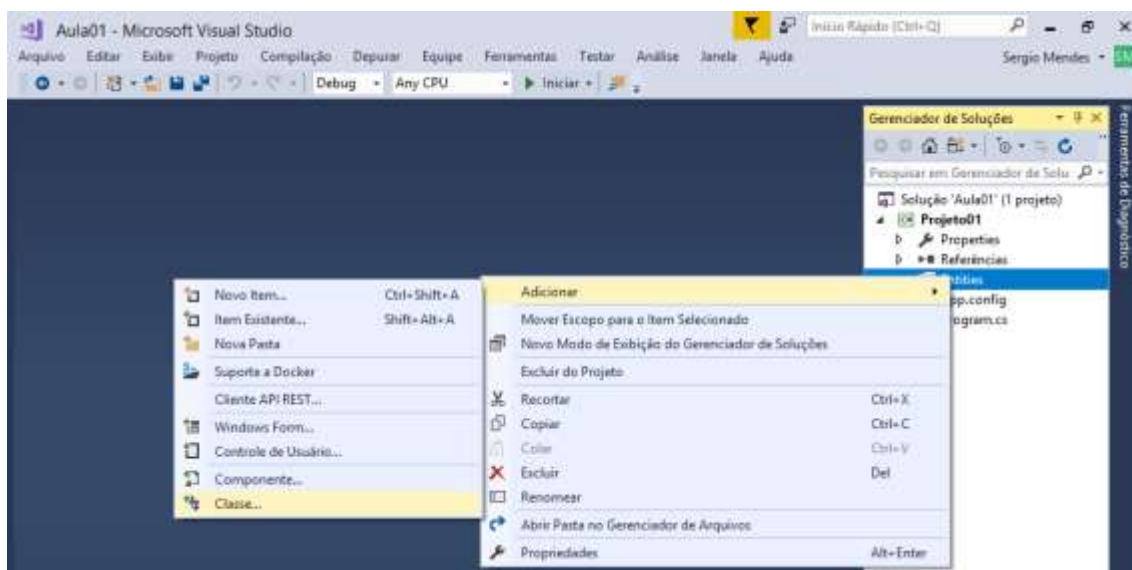 Aula01 - Microsoft Visual Studio
Início Rápido (Ctrl+Q)
Arquivo Editar Exibir Projeto Compilação Depurar Equipe Ferramentas Testar Análise Janela Ajuda
Sergio Mendes
SM
Debug Any CPU Iniciar
Gerenciador de Soluções
Pesquisar em Gerenciador de Solu
Solução 'Aula01' (1 projeto)
Projeto01
Properties
Referências
Entities
pp.config
ogram.cs
Ferramentas de Diagnóstico
Adicionar
Mover Escopo para o Item Selecionado
Novo Modo de Exibição do Gerenciador de Soluções
Excluir do Projeto
Recortar Ctrl+X
Copiar Ctrl+C
Colar Ctrl+V
Excluir Del
Renomear
Abrir Pasta no Gerenciador de Arquivos
Propriedades Alt+Enter
Novo Item... Ctrl+Shift+A
Item Existente... Shift+Alt+A
Nova Pasta
Suporte a Docker
Cliente API REST...
Windows Form...
Controle de Usuário...
Componente...
Classe...